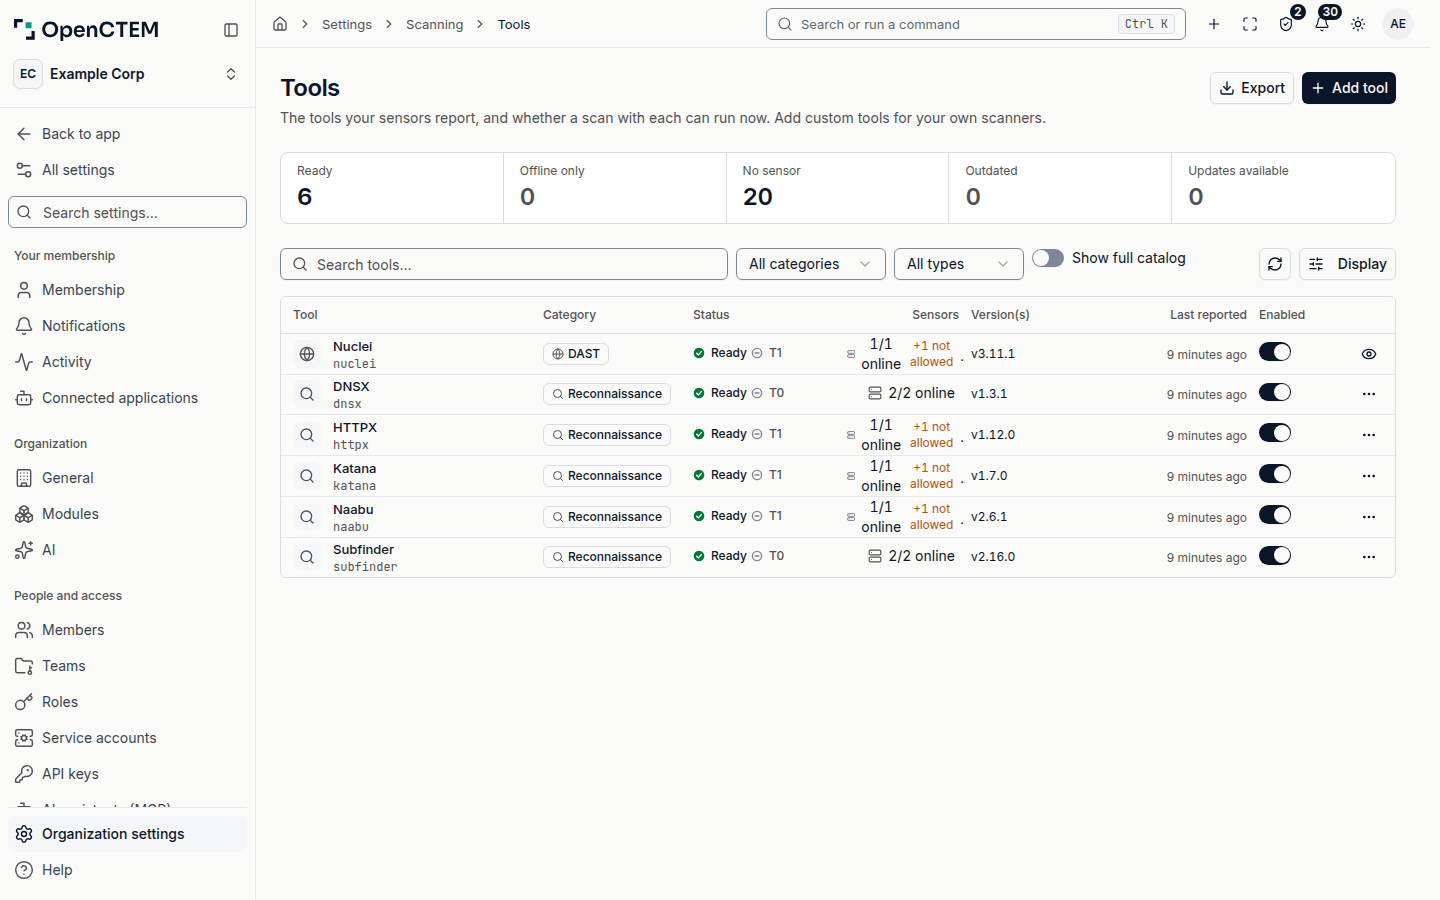 OpenCTEM
EC Example Corp
Back to app
All settings
Search settings...
Your membership
Membership
Notifications
Activity
Connected applications
Organization
General
Modules
AI
People and access
Members
Teams
Roles
Service accounts
API keys
Organization settings
Help
Settings > Scanning > Tools
Search or run a command Ctrl K
2 30 AE
Tools
Export
Add tool
The tools your sensors report, and whether a scan with each can run now. Add custom tools for your own scanners.
Ready Offline only No sensor Outdated Updates available
6 0 20 0 0
Search tools... All categories All types Show full catalog Display
Tool Category Status Sensors Version(s) Last reported Enabled
Nuclei nuclei DAST Ready T1 1/1 online +1 not allowed . v3.11.1 9 minutes ago
DNSX dnsx Reconnaissance Ready T0 2/2 online v1.3.1 9 minutes ago
HTTPX httpx Reconnaissance Ready T1 1/1 online +1 not allowed . v1.12.0 9 minutes ago
Katana katana Reconnaissance Ready T1 1/1 online +1 not allowed . v1.7.0 9 minutes ago
Naabu naabu Reconnaissance Ready T1 1/1 online +1 not allowed . v2.6.1 9 minutes ago
Subfinder subfinder Reconnaissance Ready T0 2/2 online v2.16.0 9 minutes ago